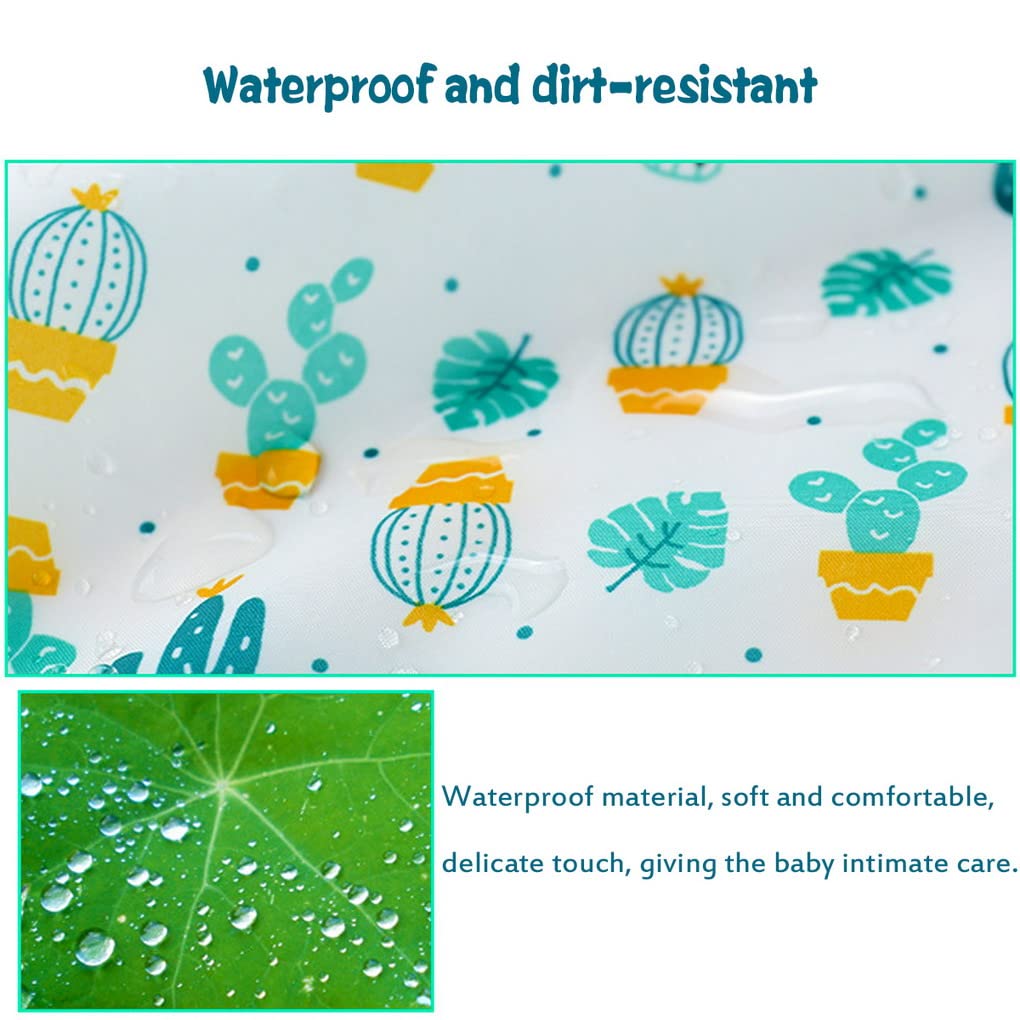 Waterproof and dirt-resistant
Waterproof material, soft and comfortable,
delicate touch, giving the baby intimate care.